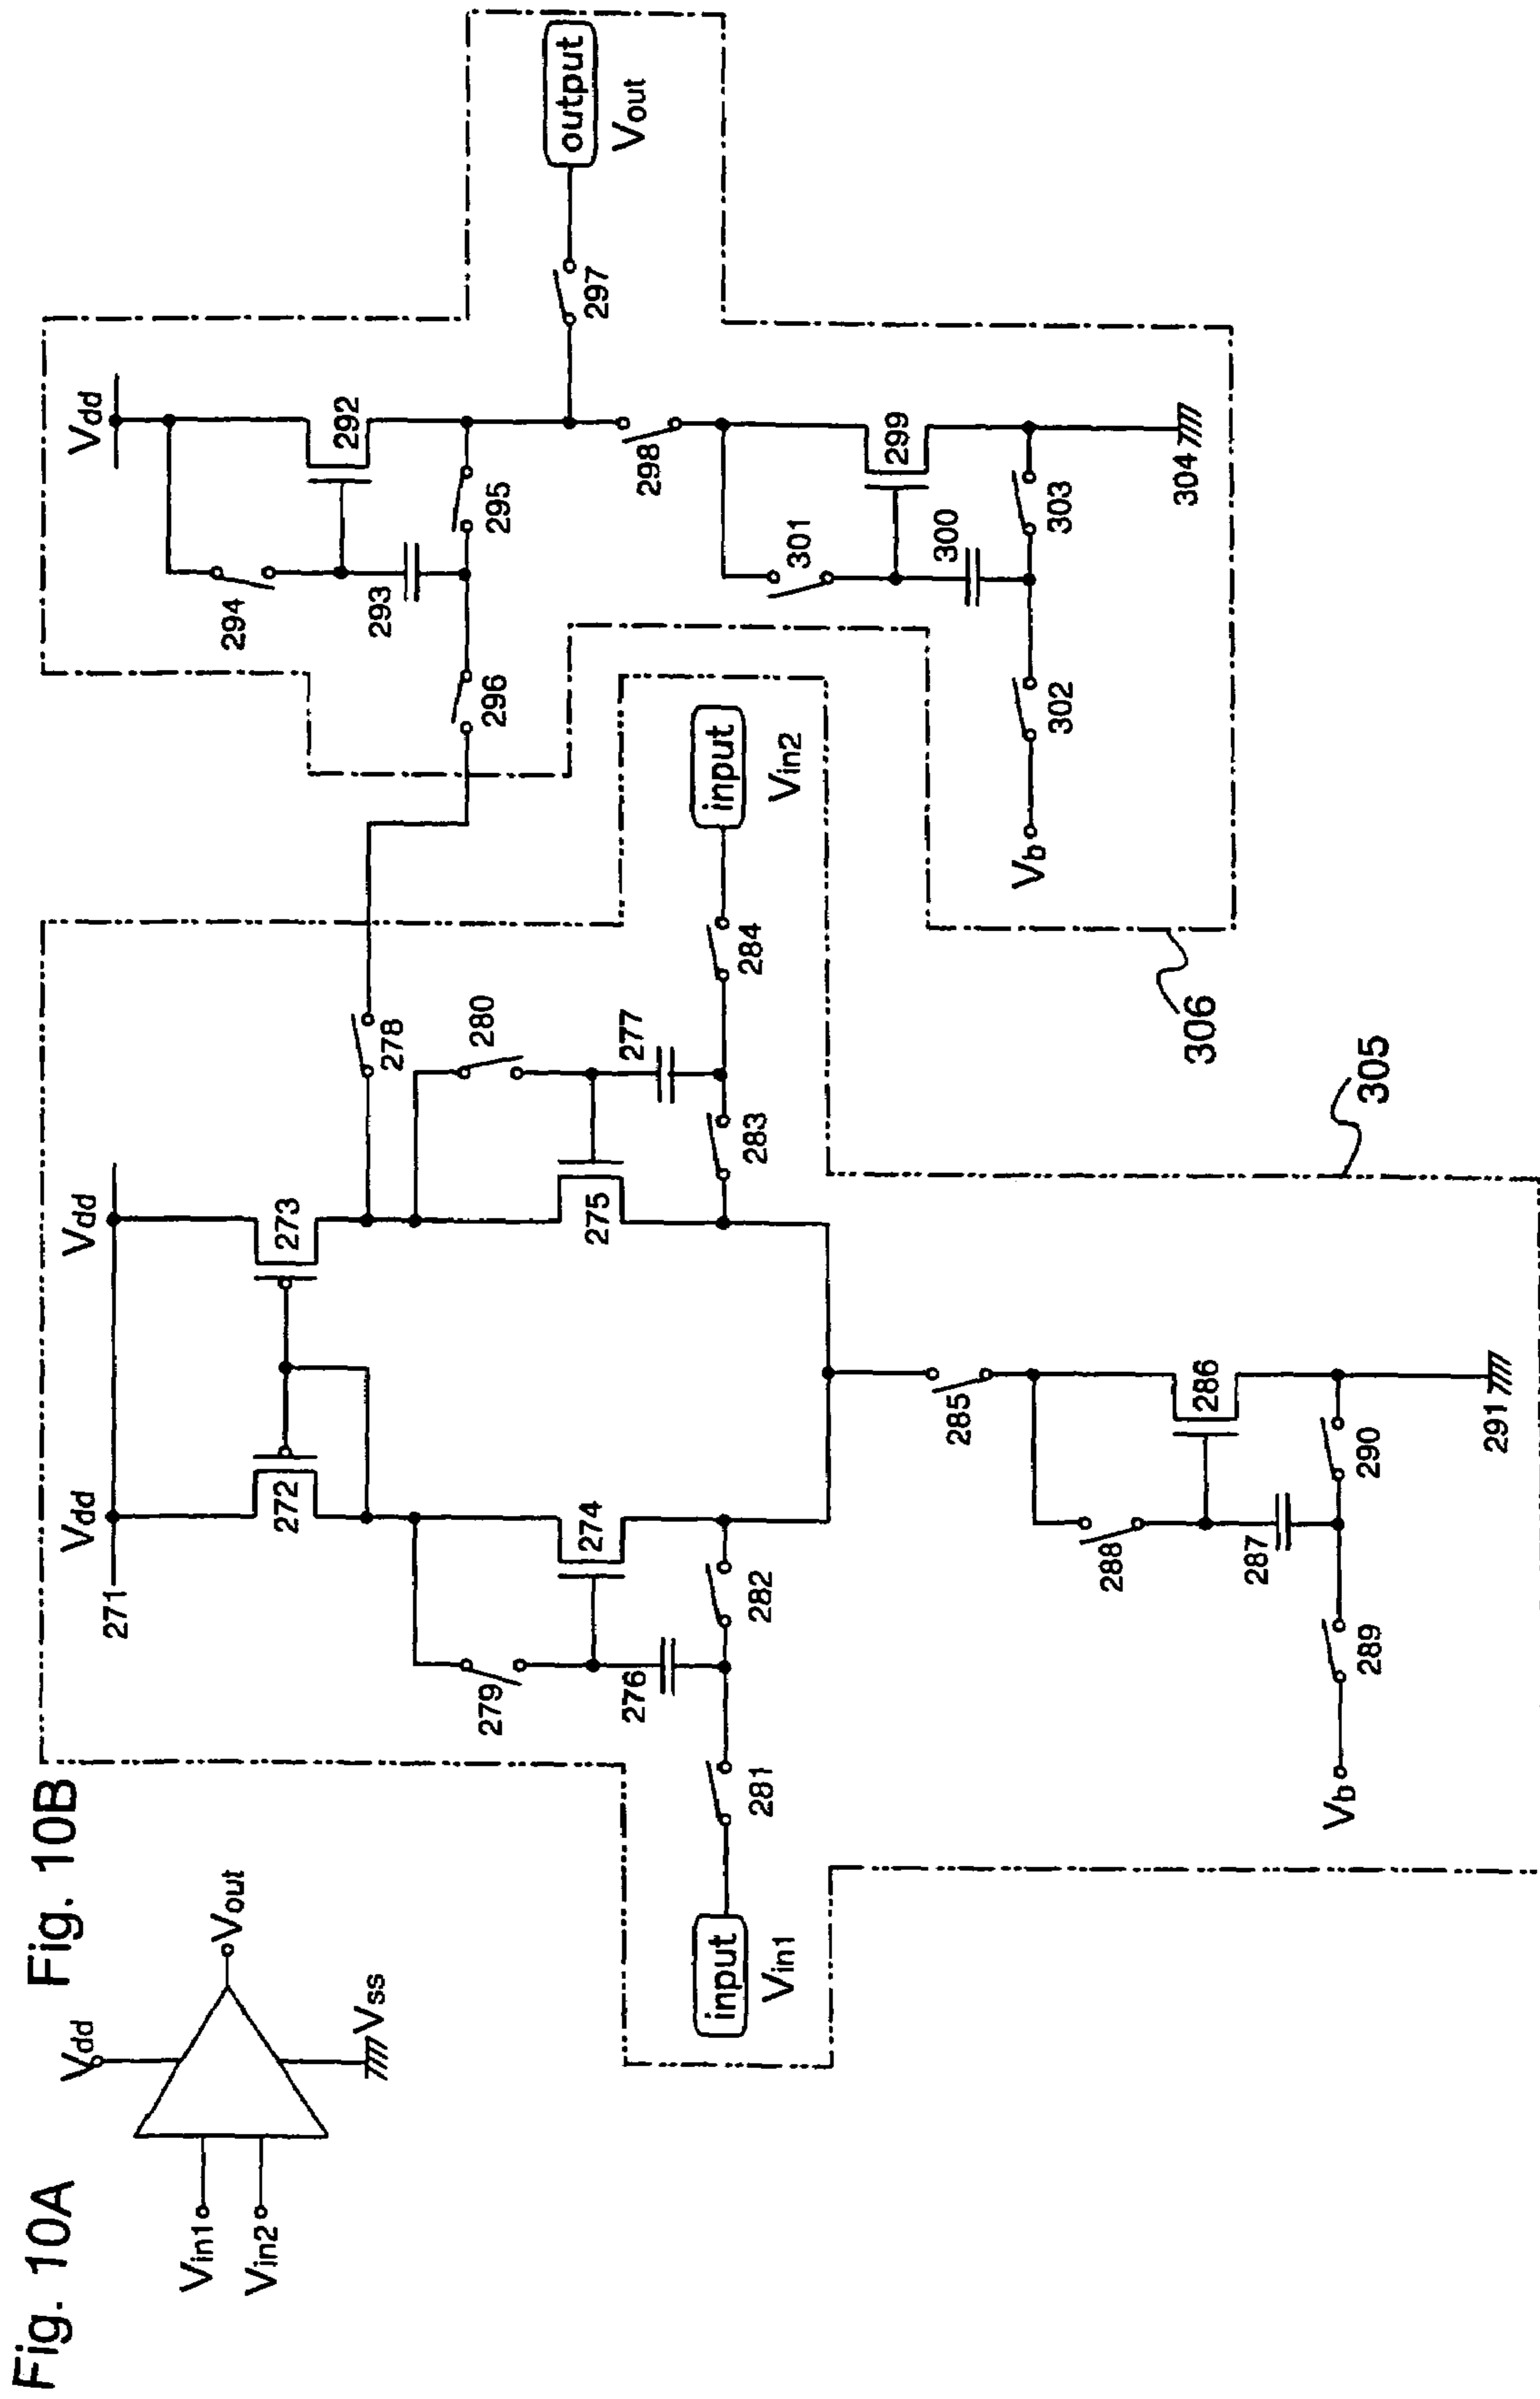 Fig. 10A
Vin1
Vin2
Vdd
Vout
Vss
Fig. 10B
271
Vdd
Vdd
272
273
278
279
274
275
280
276
277
input
Vin1
281
282
283
284
input
Vin2
285
288
286
287
Vb
289
290
291
305
Vdd
294
292
293
296
295
297
output
Vout
298
301
299
300
Vb
302
303
304
306